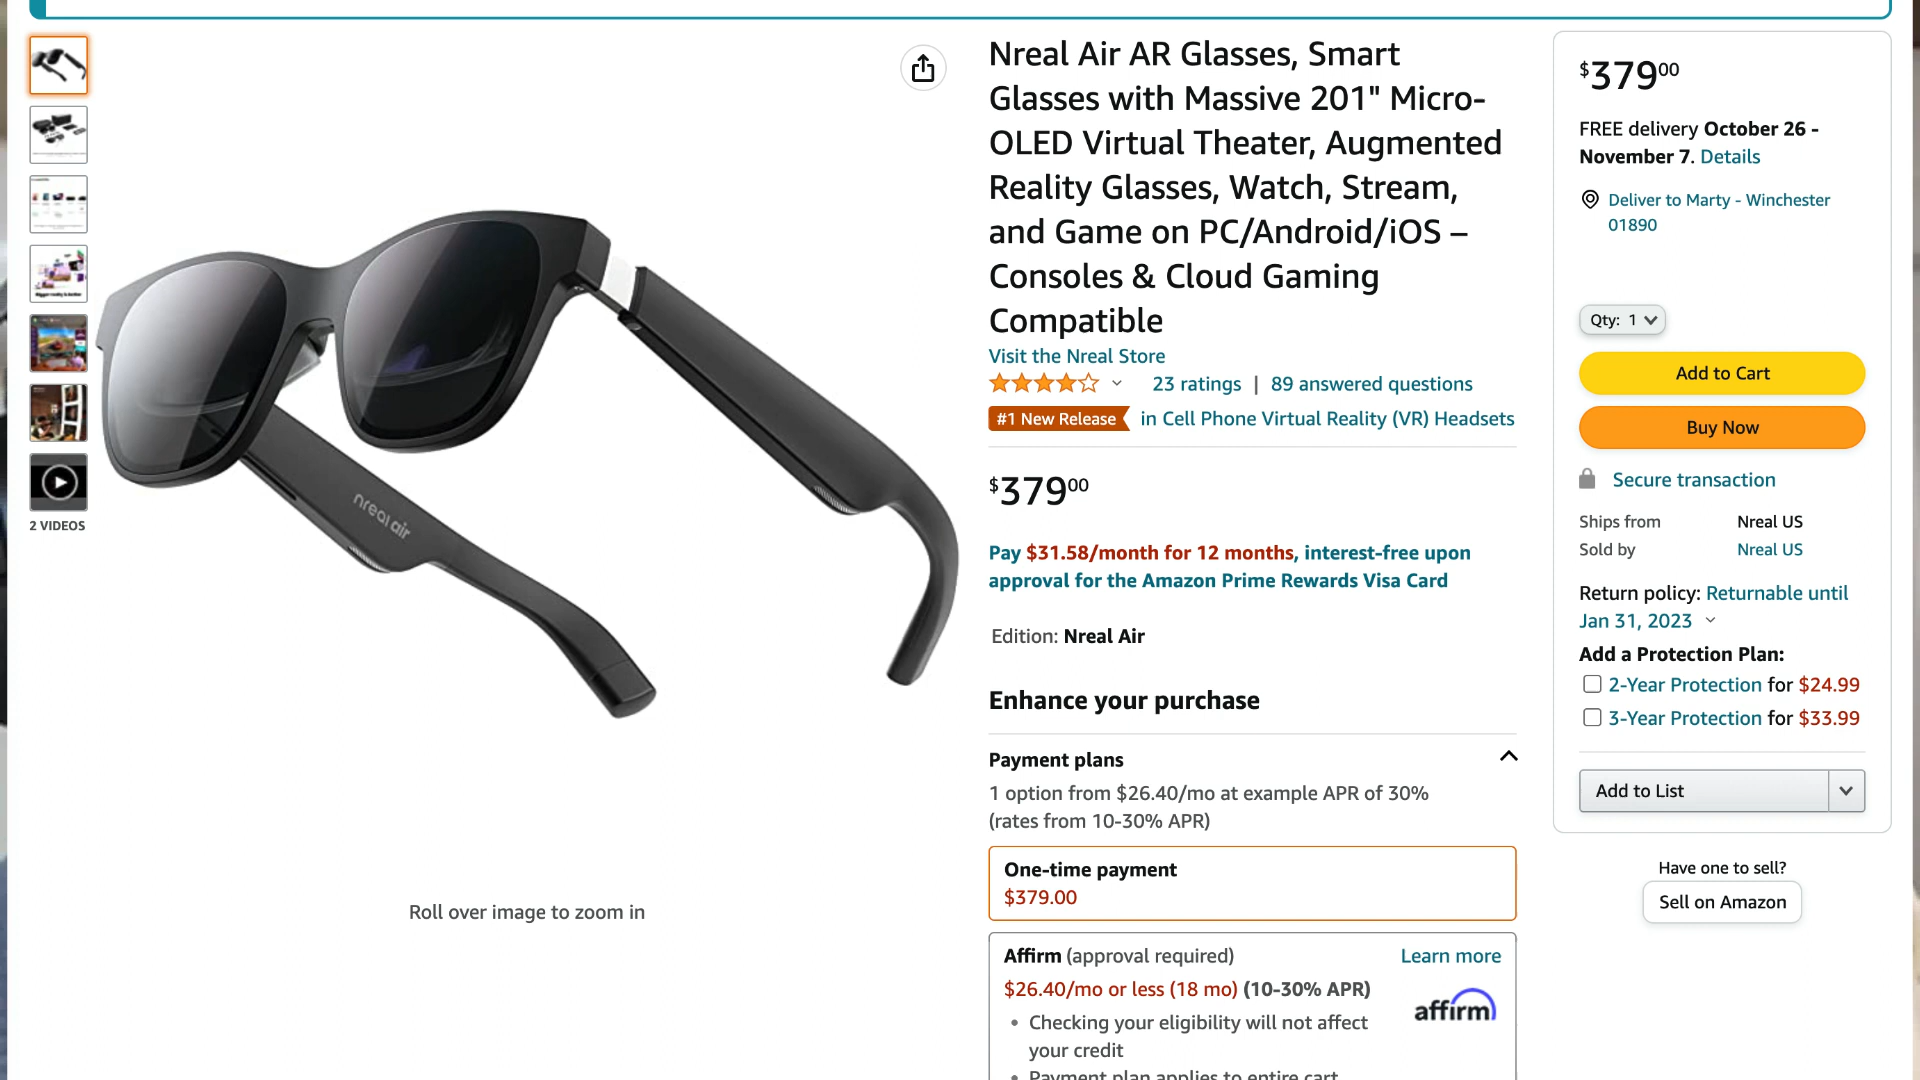 2 VIDEOS
nreal air
Roll over image to zoom in
Nreal Air AR Glasses, Smart
Glasses with Massive 201" Micro-
OLED Virtual Theater, Augmented
Reality Glasses, Watch, Stream,
and Game on PC/Android/iOS –
Consoles & Cloud Gaming
Compatible
Visit the Nreal Store
23 ratings | 89 answered questions
#1 New Release in Cell Phone Virtual Reality (VR) Headsets
$37900
Pay $31.58/month for 12 months, interest-free upon
approval for the Amazon Prime Rewards Visa Card
Edition: Nreal Air
Enhance your purchase
Payment plans
1 option from $26.40/mo at example APR of 30%
(rates from 10-30% APR)
One-time payment
$379.00
Affirm (approval required) Learn more
$26.40/mo or less (18 mo) (10-30% APR)
affirm
• Checking your eligibility will not affect
your credit
• Payment plan applies to entire cart
$37900
FREE delivery October 26 -
November 7. Details
Deliver to Marty - Winchester
01890
Qty: 1
Add to Cart
Buy Now
Secure transaction
Ships from Nreal US
Sold by Nreal US
Return policy: Returnable until
Jan 31, 2023
Add a Protection Plan:
2-Year Protection for $24.99
3-Year Protection for $33.99
Add to List
Have one to sell?
Sell on Amazon